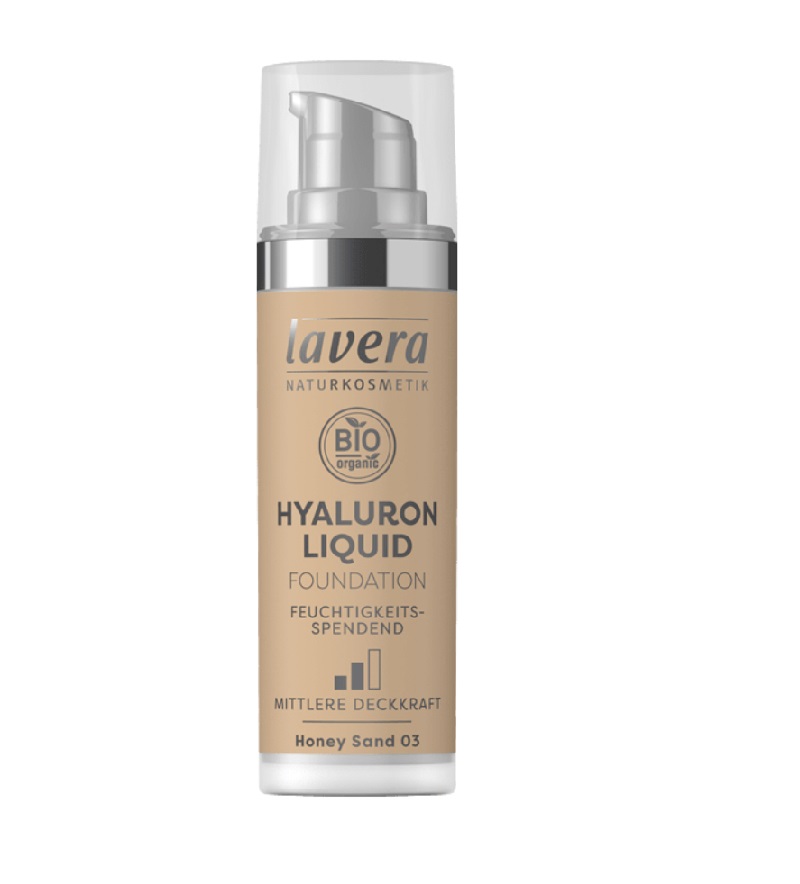 lavera
NATURKOSMETIK
BIO
organic
HYALURON
LIQUID
FOUNDATION
FEUCHTIGKEITS-
SPENDEND
MITTLERE DECKKRAFT
Honey Sand 03